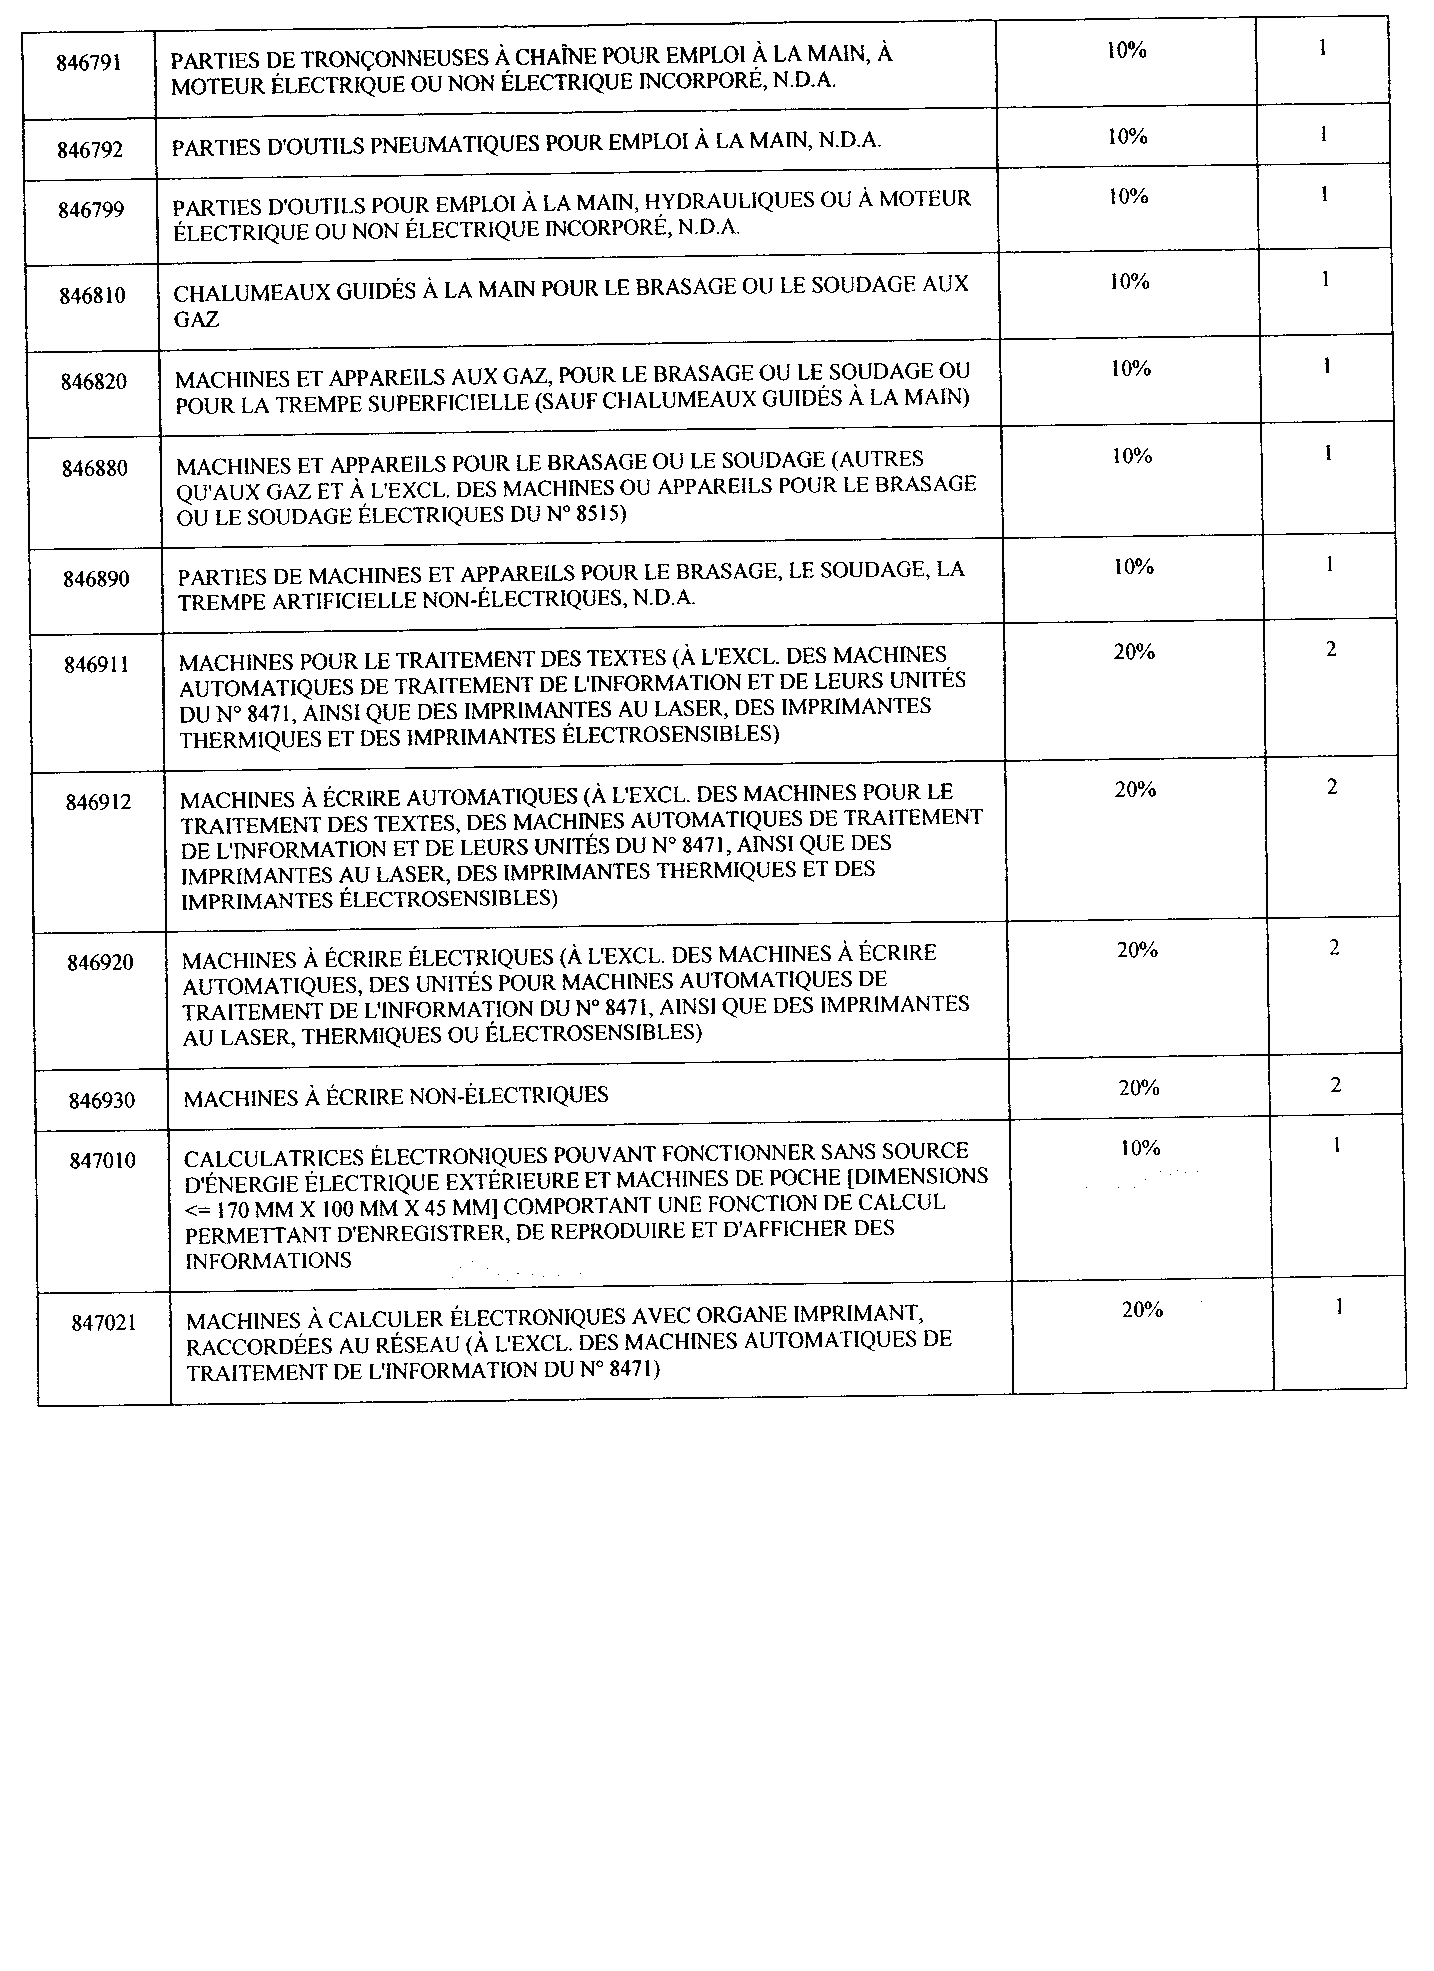 846791 PARTIES DE TRONÇONNEUSES À CHAÎNE POUR EMPLOI À LA MAIN, À 10% 1
MOTEUR ÉLECTRIQUE OU NON ÉLECTRIQUE INCORPORÉ, N.D.A.
846792 PARTIES D'OUTILS PNEUMATIQUES POUR EMPLOI À LA MAIN, N.D.A. 10% 1
846799 PARTIES D'OUTILS POUR EMPLOI À LA MAIN, HYDRAULIQUES OU À MOTEUR 10% 1
ÉLECTRIQUE OU NON ÉLECTRIQUE INCORPORÉ, N.D.A.
846810 CHALUMEAUX GUIDÉS À LA MAIN POUR LE BRASAGE OU LE SOUDAGE AUX 10% 1
GAZ
846820 MACHINES ET APPAREILS AUX GAZ, POUR LE BRASAGE OU LE SOUDAGE OU 10% 1
POUR LA TREMPE SUPERFICIELLE (SAUF CHALUMEAUX GUIDÉS À LA MAIN)
846880 MACHINES ET APPAREILS POUR LE BRASAGE OU LE SOUDAGE (AUTRES 10% 1
QU'AUX GAZ ET À L'EXCL. DES MACHINES OU APPAREILS POUR LE BRASAGE
OU LE SOUDAGE ÉLECTRIQUES DU N° 8515)
846890 PARTIES DE MACHINES ET APPAREILS POUR LE BRASAGE, LE SOUDAGE, LA 10% 1
TREMPE ARTIFICIELLE NON-ÉLECTRIQUES, N.D.A.
846911 MACHINES POUR LE TRAITEMENT DES TEXTES (À L'EXCL. DES MACHINES 20% 2
AUTOMATIQUES DE TRAITEMENT DE L'INFORMATION ET DE LEURS UNITÉS
DU N° 8471, AINSI QUE DES IMPRIMANTES AU LASER, DES IMPRIMANTES
THERMIQUES ET DES IMPRIMANTES ÉLECTROSENSIBLES)
846912 MACHINES À ÉCRIRE AUTOMATIQUES (À L'EXCL. DES MACHINES POUR LE 20% 2
TRAITEMENT DES TEXTES, DES MACHINES AUTOMATIQUES DE TRAITEMENT
DE L'INFORMATION ET DE LEURS UNITÉS DU N° 8471, AINSI QUE DES
IMPRIMANTES AU LASER, DES IMPRIMANTES THERMIQUES ET DES
IMPRIMANTES ÉLECTROSENSIBLES)
846920 MACHINES À ÉCRIRE ÉLECTRIQUES (À L'EXCL. DES MACHINES À ÉCRIRE 20% 2
AUTOMATIQUES, DES UNITÉS POUR MACHINES AUTOMATIQUES DE
TRAITEMENT DE L'INFORMATION DU N° 8471, AINSI QUE DES IMPRIMANTES
AU LASER, THERMIQUES OU ÉLECTROSENSIBLES)
846930 MACHINES À ÉCRIRE NON-ÉLECTRIQUES 20% 2
847010 CALCULATRICES ÉLECTRONIQUES POUVANT FONCTIONNER SANS SOURCE 10% 1
D'ÉNERGIE ÉLECTRIQUE EXTÉRIEURE ET MACHINES DE POCHE [DIMENSIONS
<= 170 MM X 100 MM X 45 MM] COMPORTANT UNE FONCTION DE CALCUL
PERMETTANT D'ENREGISTRER, DE REPRODUIRE ET D'AFFICHER DES
INFORMATIONS
847021 MACHINES À CALCULER ÉLECTRONIQUES AVEC ORGANE IMPRIMANT, 20% 1
RACCORDÉES AU RÉSEAU (À L'EXCL. DES MACHINES AUTOMATIQUES DE
TRAITEMENT DE L'INFORMATION DU N° 8471)